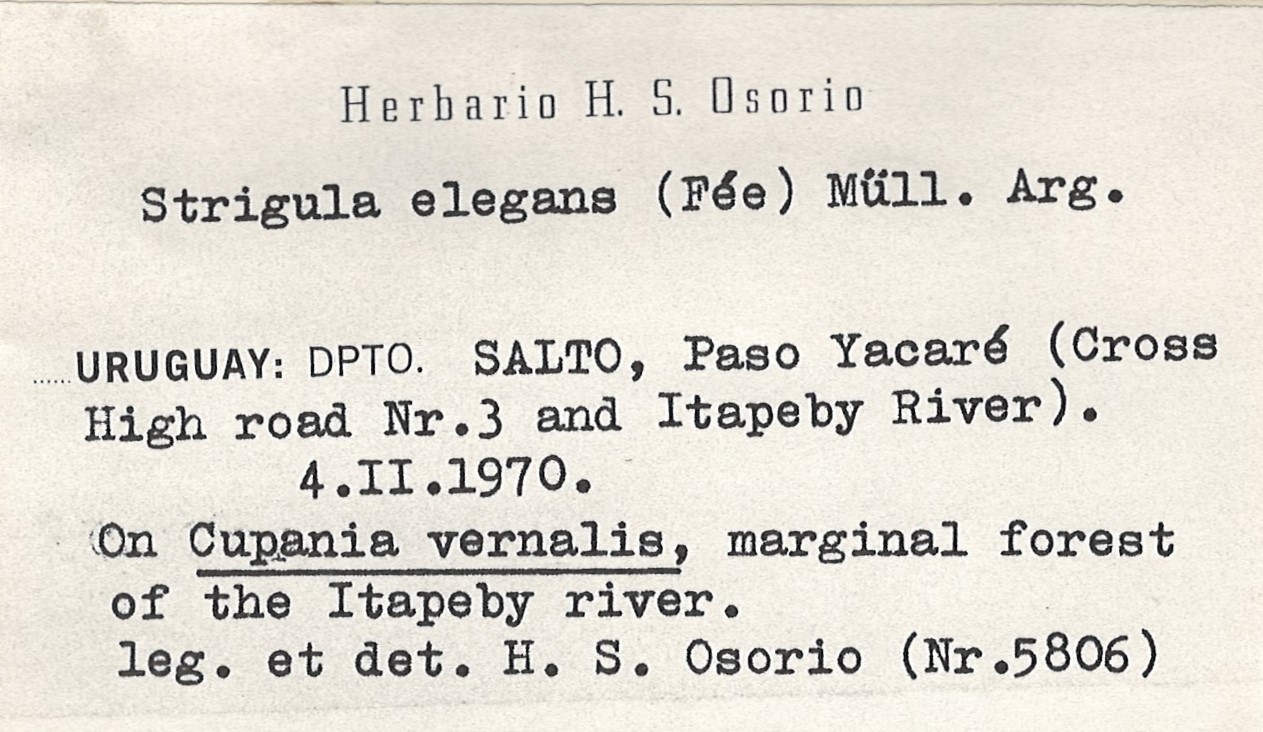 Herbario H. S. Osorio
Strigula elegans (Fée) Müll. Arg.
......URUGUAY: DPTO. SALTO, Paso Yacaré (Cross
High road Nr.3 and Itapeby River).
4.II.1970.
On Cupania vernalis, marginal forest
of the Itapeby river.
leg. et det. H. S. Osorio (Nr.5806)